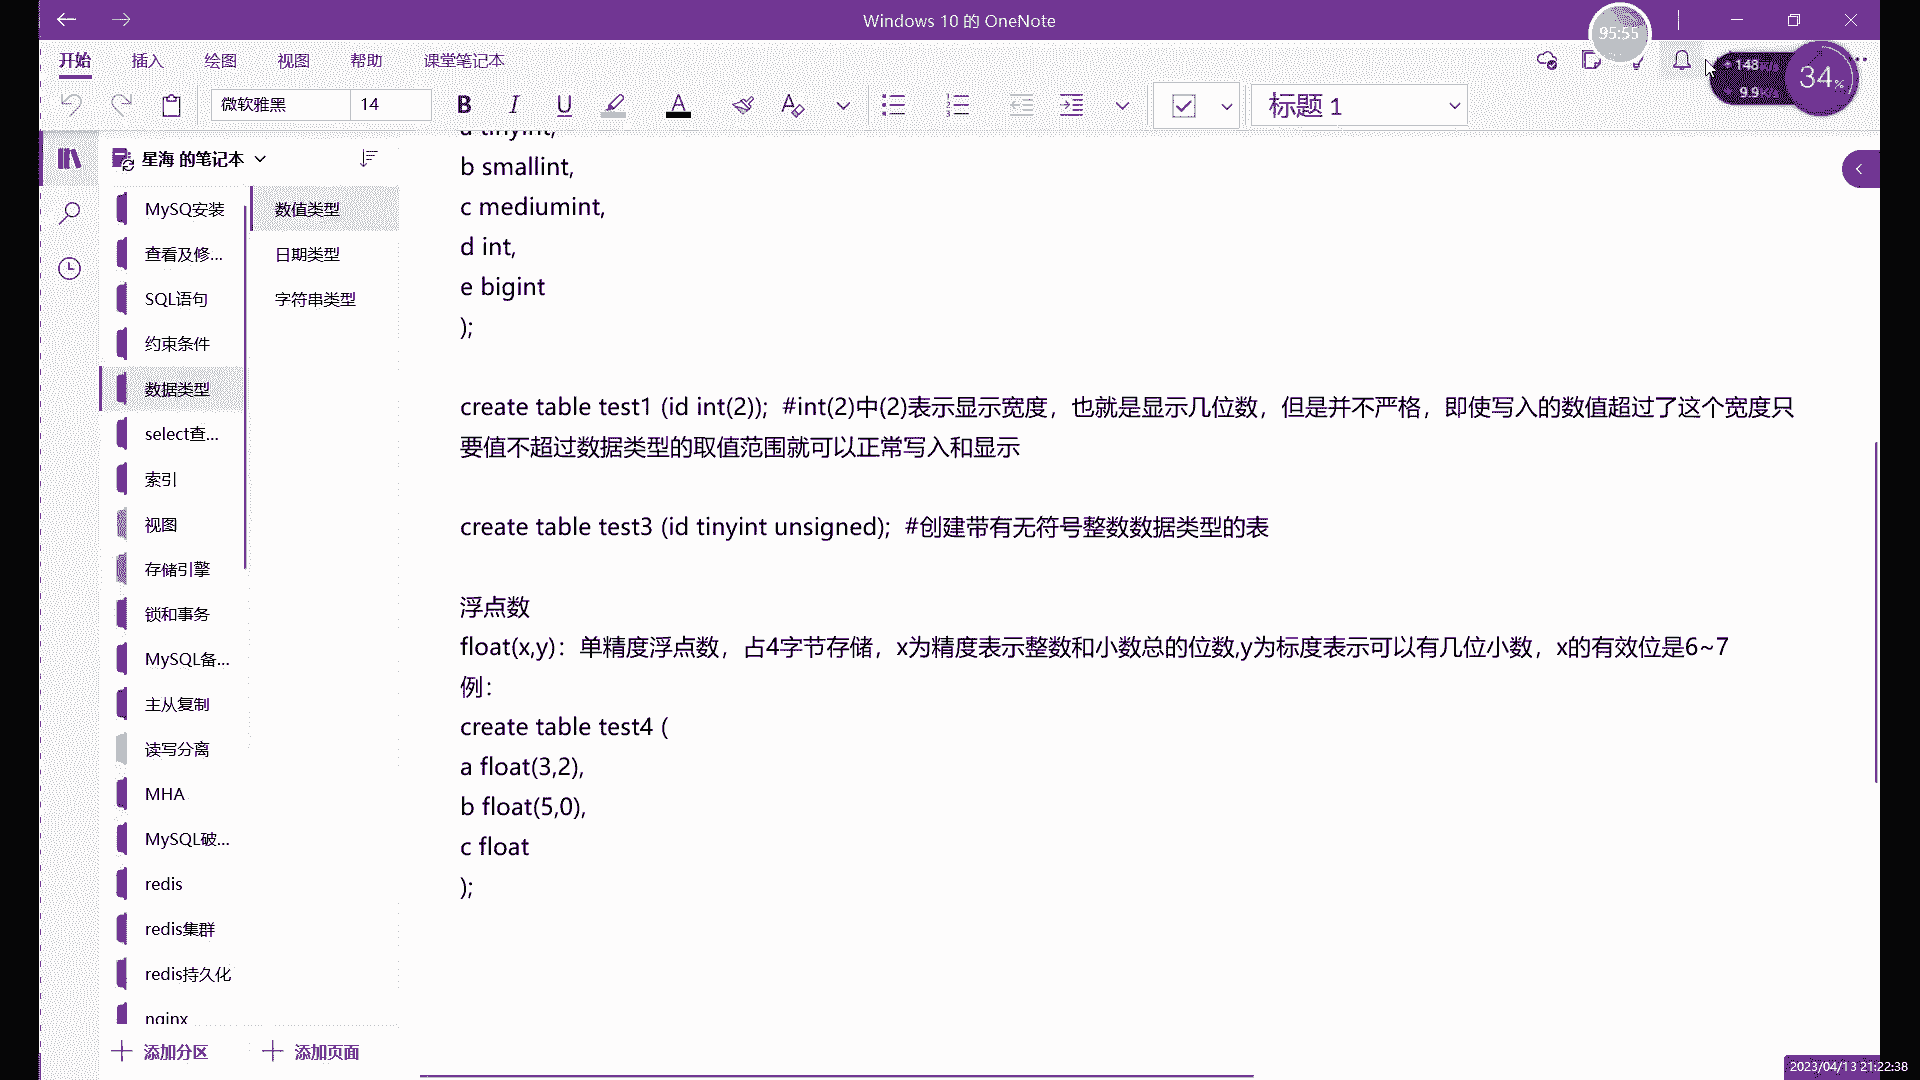 Windows 10 的 OneNote
95:55
开始
插入
绘图
视图
帮助
课堂笔记本
148
9.9
34%
微软雅黑
14
B
I
U
A
标题 1
星海 的笔记本
MySQ安装
查看及修...
SQL语句
约束条件
数据类型
select查...
索引
视图
存储引擎
锁和事务
MySQL备...
主从复制
读写分离
MHA
MySQL破...
redis
redis集群
redis持久化
nginx
添加分区
数值类型
日期类型
字符串类型
添加页面
a tinyint,
b smallint,
c mediumint,
d int,
e bigint
);
create table test1 (id int(2));  #int(2)中(2)表示显示宽度，也就是显示几位数，但是并不严格，即使写入的数值超过了这个宽度只
要值不超过数据类型的取值范围就可以正常写入和显示
create table test3 (id tinyint unsigned);  #创建带有无符号整数数据类型的表
浮点数
float(x,y)：单精度浮点数，占4字节存储，x为精度表示整数和小数总的位数,y为标度表示可以有几位小数，x的有效位是6~7
例：
create table test4 (
a float(3,2),
b float(5,0),
c float
);
2023/04/13 21:22:38